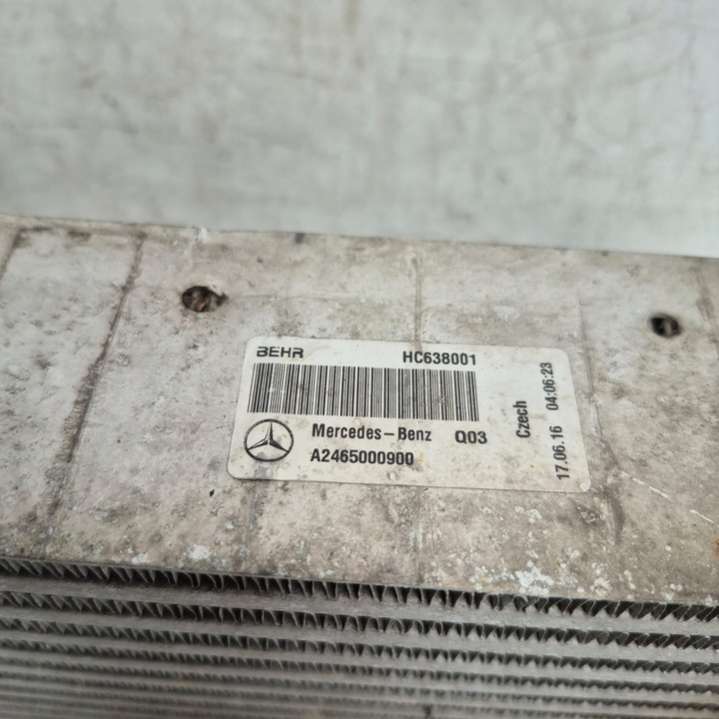 BEHR HC638001
Mercedes-Benz Q03
A2465000900
Czech
17.06.16 04:06:23